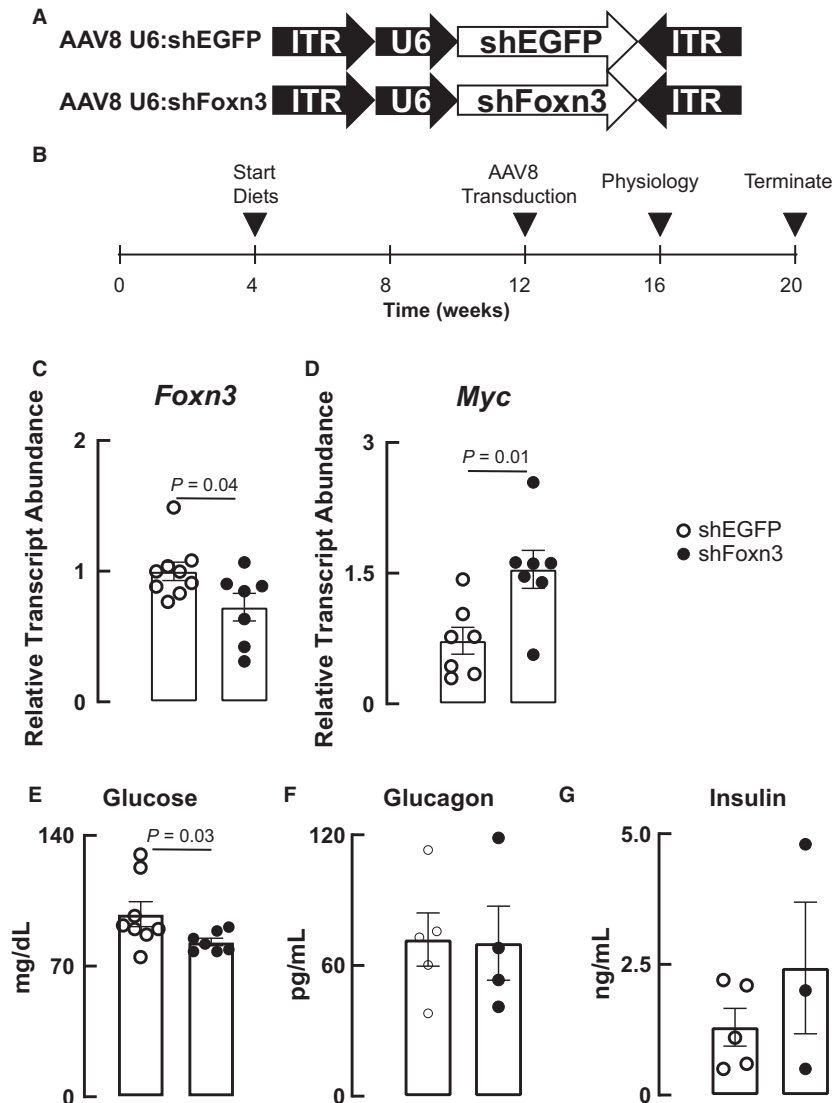 A
AAV8 U6:shEGFP ITR U6 shEGFP ITR
AAV8 U6:shFoxn3 ITR U6 shFoxn3 ITR
B
Start
Diets
AAV8
Transduction
Physiology
Terminate
0 4 8 12 16 20
Time (weeks)
C
Foxn3
Relative Transcript Abundance
2
1
0
P = 0.04
D
Myc
Relative Transcript Abundance
3
1.5
0
P = 0.01
shEGFP
shFoxn3
E
Glucose
mg/dL
140
70
0
P = 0.03
F
Glucagon
pg/mL
120
60
0
G
Insulin
ng/mL
5.0
2.5
0